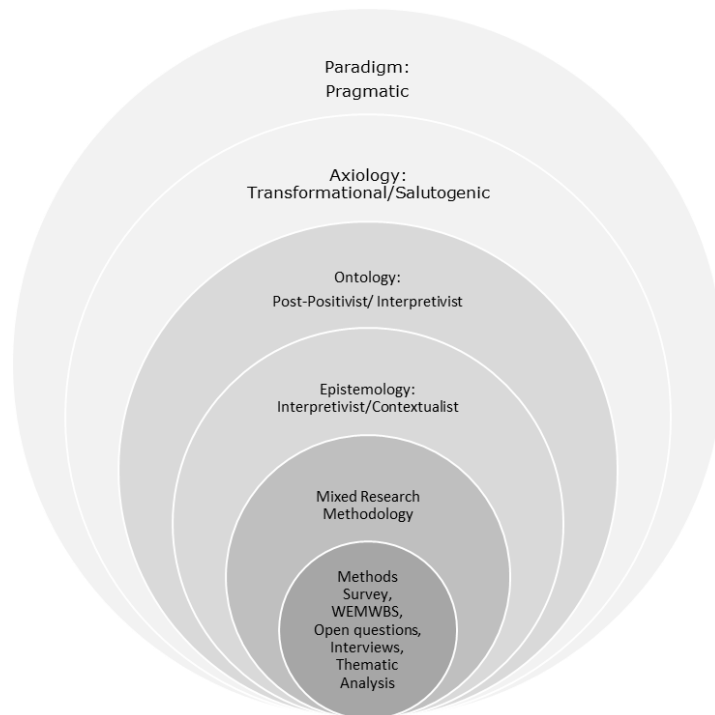 Paradigm:
Pragmatic
Axiology:
Transformational/Salutogenic
Ontology:
Post-Positivist/ Interpretivist
Epistemology:
Interpretivist/Contextualist
Mixed Research
Methodology
Methods
Survey,
WEMWBS,
Open questions,
Interviews,
Thematic
Analysis